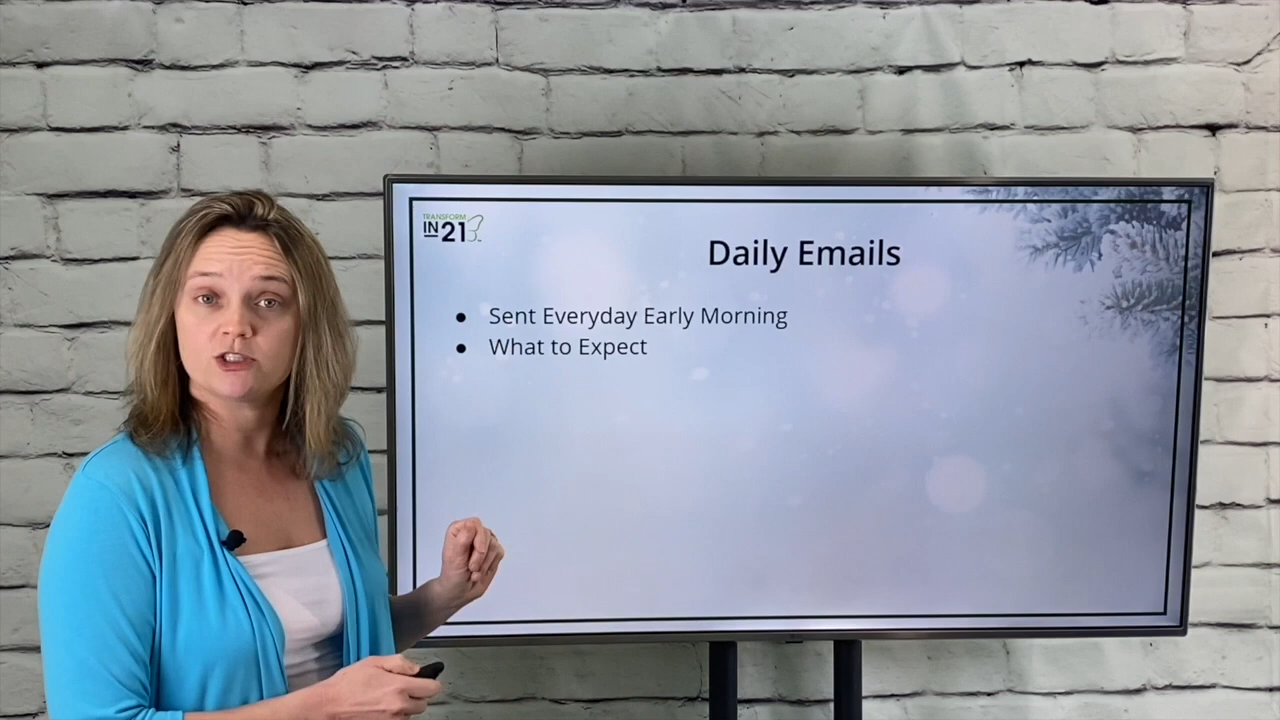 TRANSFORM
IN 21
Daily Emails
● Sent Everyday Early Morning
● What to Expect